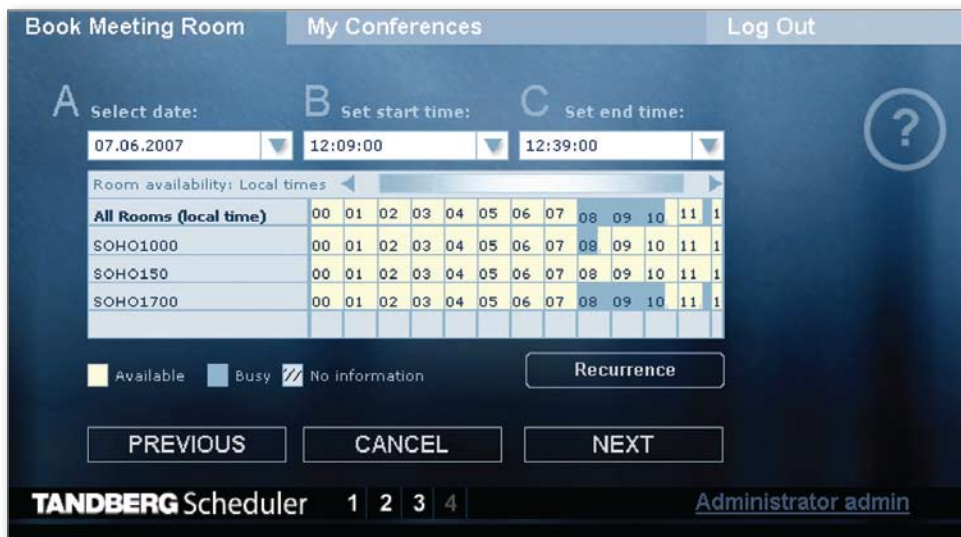 Book Meeting Room My Conferences Log Out
A Select date: B Set start time: C Set end time:
?
07.06.2007 12:09:00 12:39:00
Room availability: Local times
All Rooms (local time) 00 01 02 03 04 05 06 07 08 09 10 11 1
SOHO1000 00 01 02 03 04 05 06 07 08 09 10 11 1
SOHO150 00 01 02 03 04 05 06 07 08 09 10 11 1
SOHO1700 00 01 02 03 04 05 06 07 08 09 10 11 1
Available Busy No information Recurrence
PREVIOUS CANCEL NEXT
TANDBERG Scheduler 1 2 3 4 Administrator admin